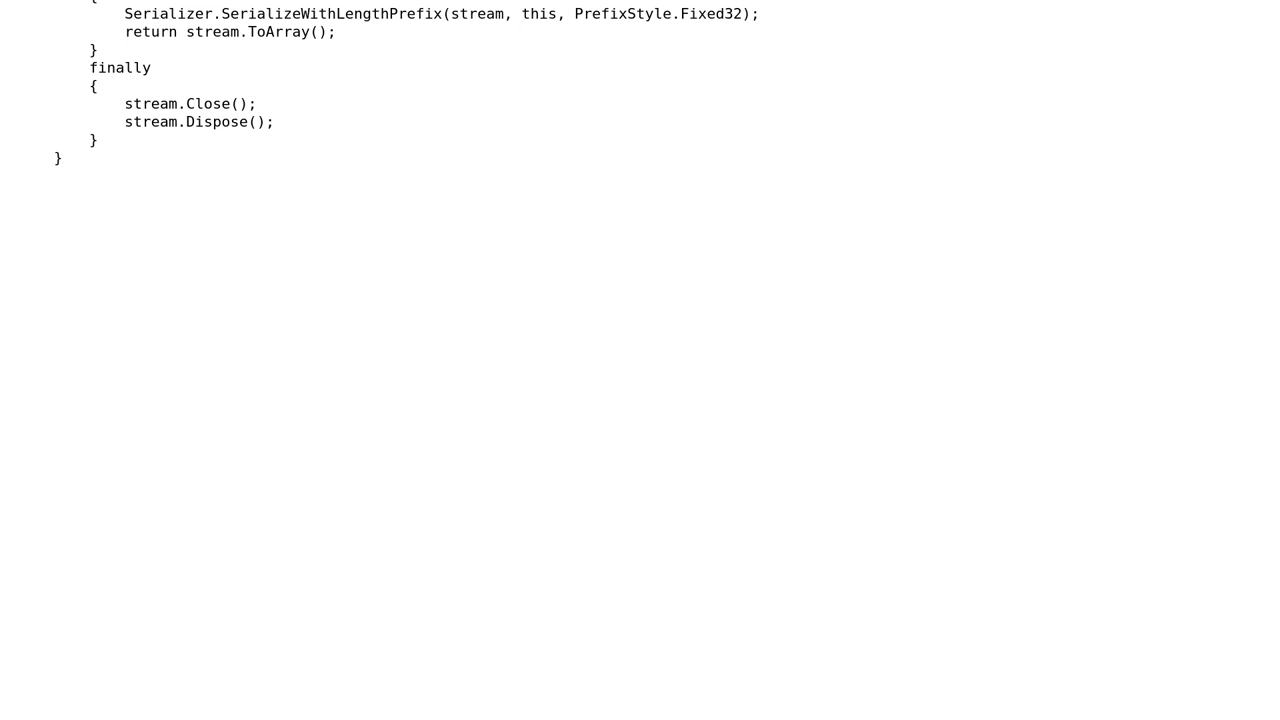 {
Serializer.SerializeWithLengthPrefix(stream, this, PrefixStyle.Fixed32);
return stream.ToArray();
}
finally
{
stream.Close();
stream.Dispose();
}
}